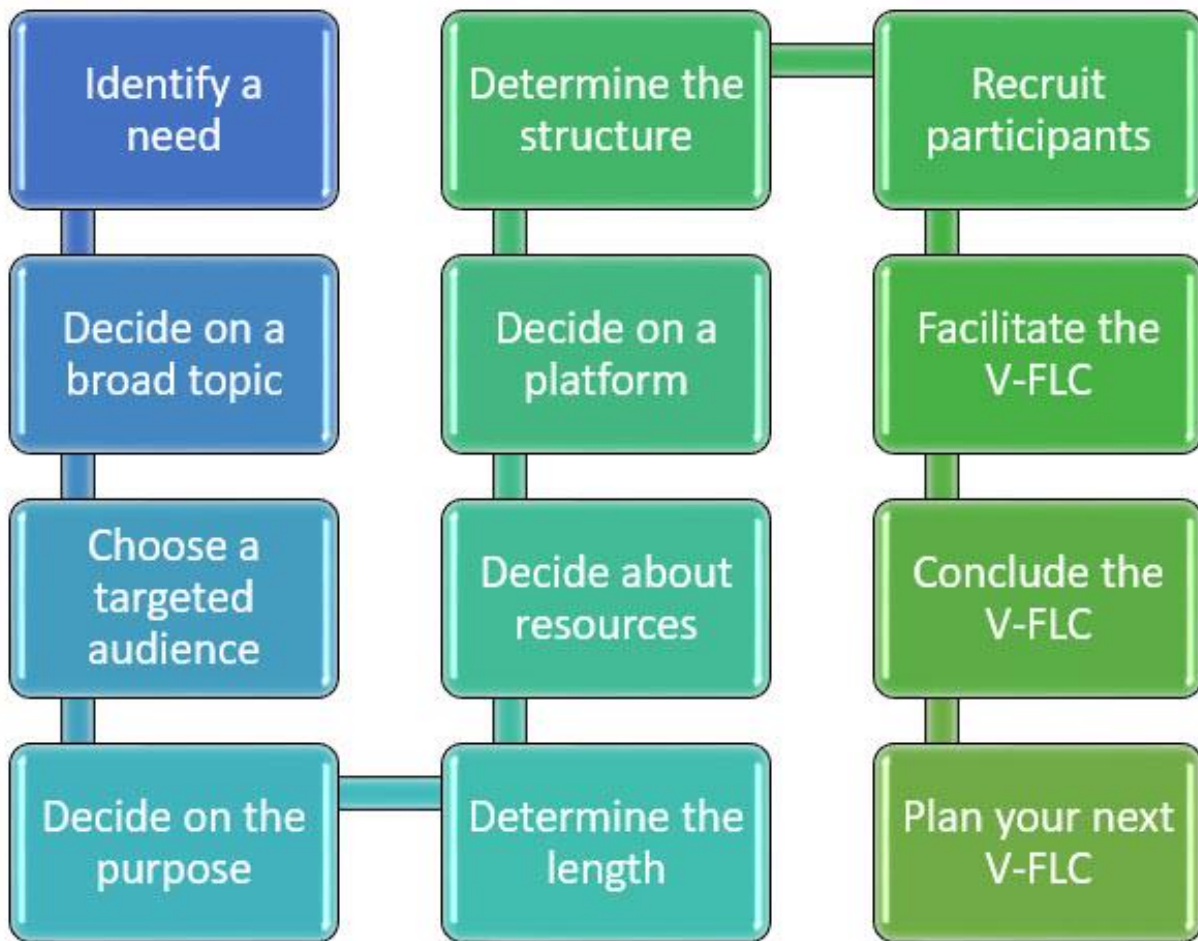 Identify a
need
Decide on a
broad topic
Choose a
targeted
audience
Decide on the
purpose
Determine the
length
Decide about
resources
Decide on a
platform
Determine the
structure
Recruit
participants
Facilitate the
V-FLC
Conclude the
V-FLC
Plan your next
V-FLC